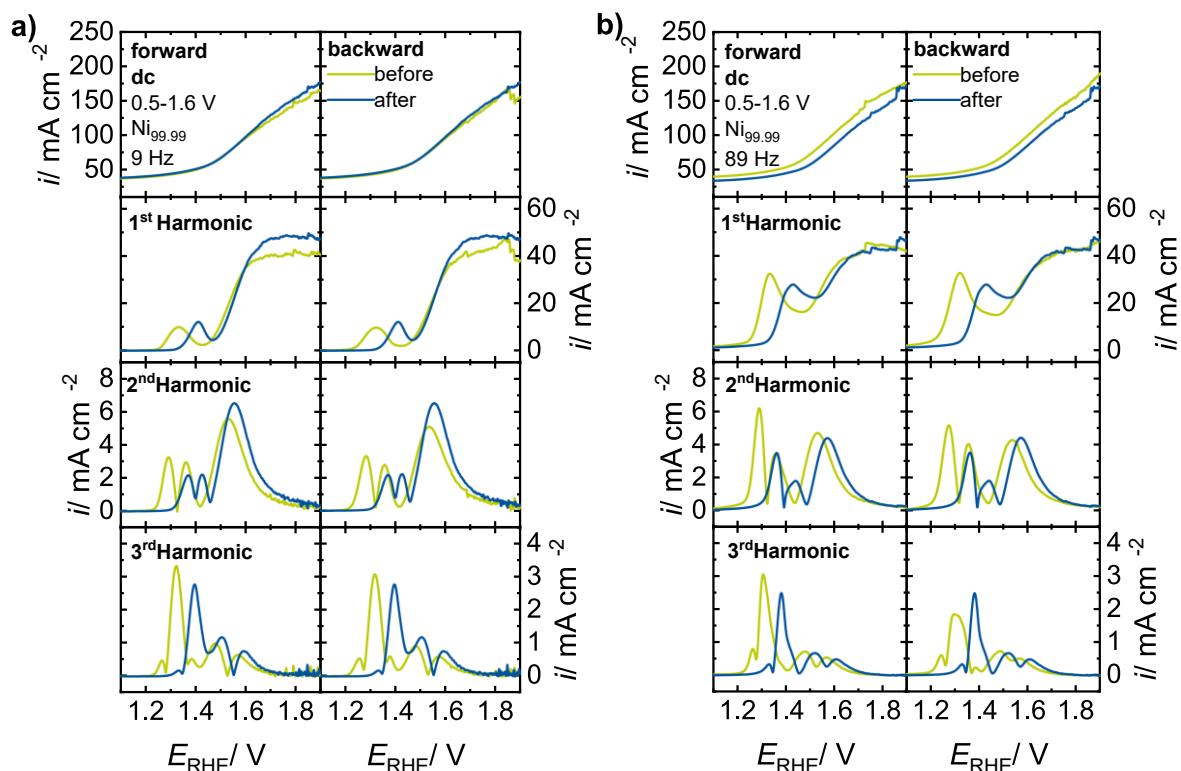 a)
i/ mA cm⁻²
250
200
150
100
50
forward
dc
0.5-1.6 V
Ni₉₉.₉₉
9 Hz
backward
before
after
1ˢᵗ Harmonic
60
40
20
0
i/ mA cm⁻²
2ⁿᵈHarmonic
8
6
4
2
0
i/ mA cm⁻²
3ʳᵈHarmonic
4
3
2
1
0
i/ mA cm⁻²
1.2 1.4 1.6 1.8 1.2 1.4 1.6 1.8
E_RHE/ V E_RHE/ V
b)
i/ mA cm⁻²
250
200
150
100
50
forward
dc
0.5-1.6 V
Ni₉₉.₉₉
89 Hz
backward
before
after
1ˢᵗHarmonic
60
40
20
0
i/ mA cm⁻²
2ⁿᵈHarmonic
8
6
4
2
0
i/ mA cm⁻²
3ʳᵈHarmonic
4
3
2
1
0
i/ mA cm⁻²
1.2 1.4 1.6 1.8 1.2 1.4 1.6 1.8
E_RHE/ V E_RHE/ V